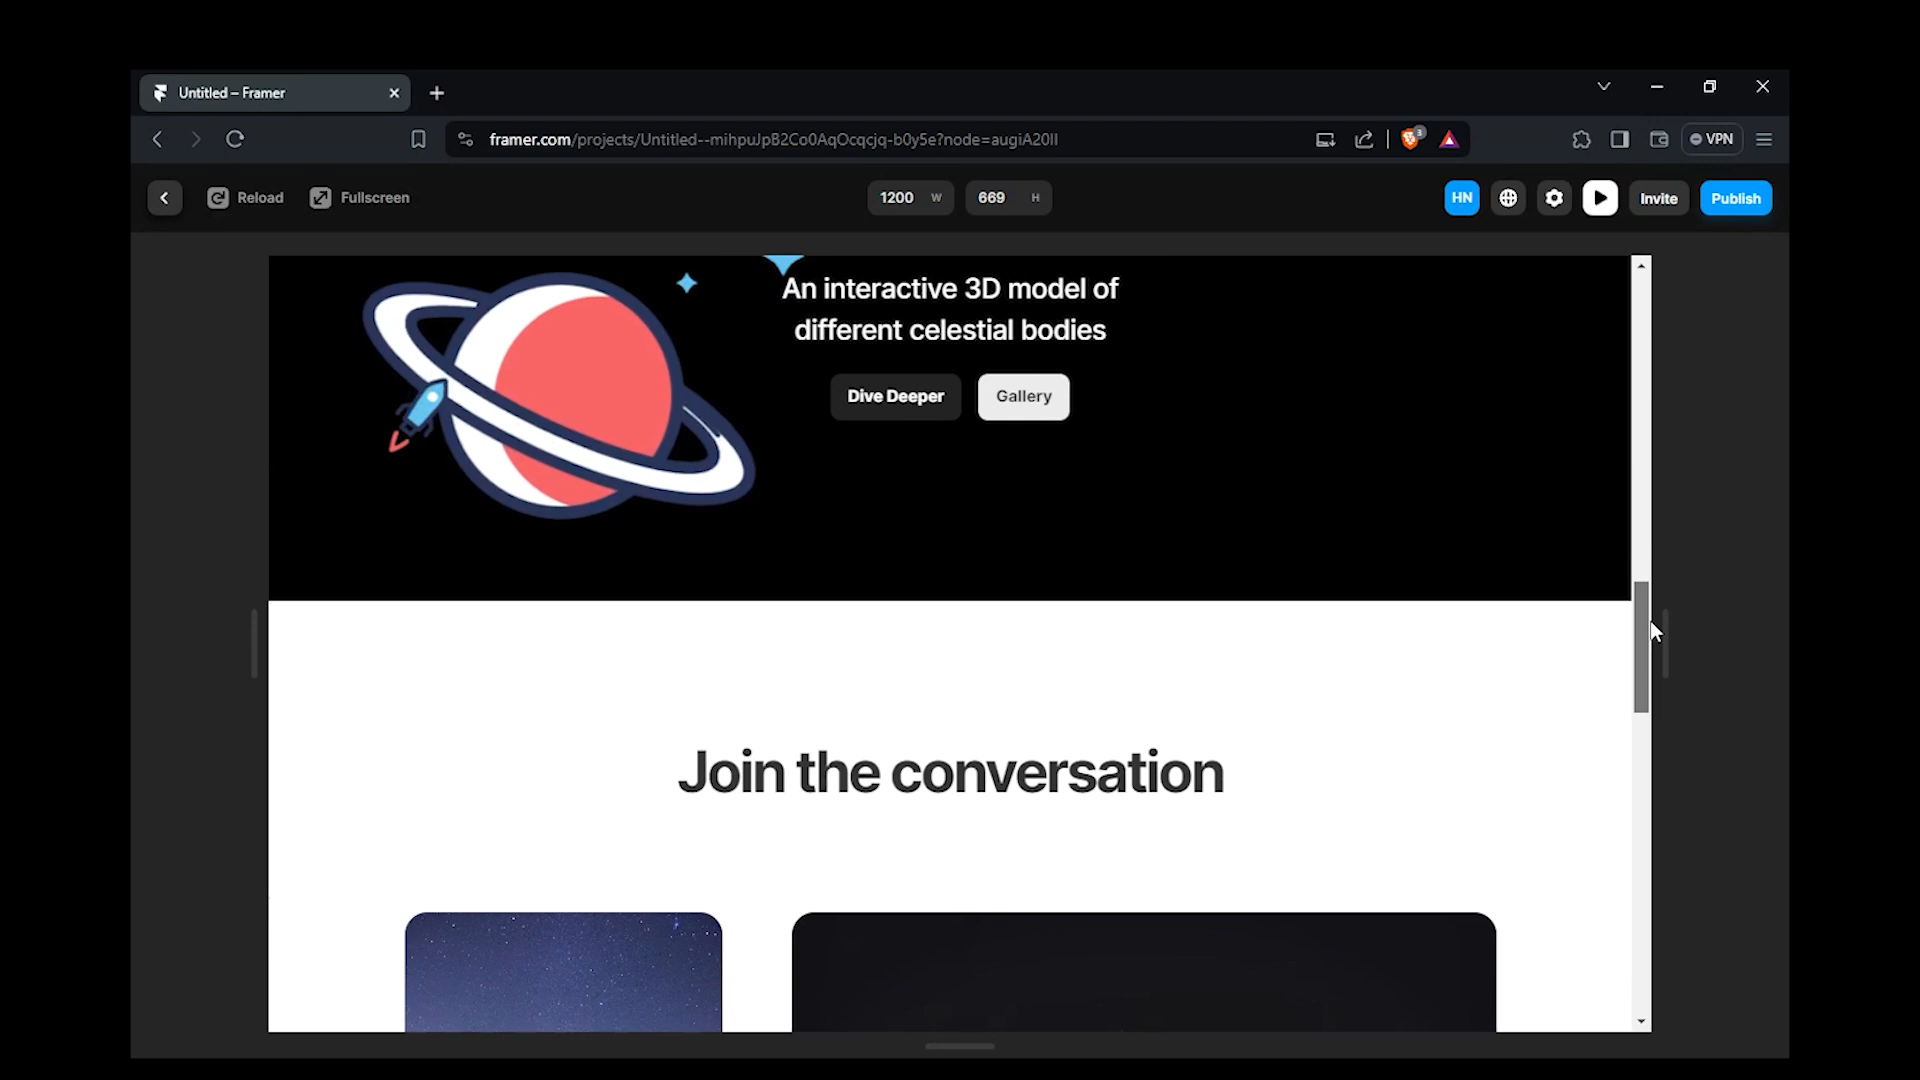 Untitled – Framer
framer.com/projects/Untitled--mihpuJpB2Co0AqOcqcjq-b0y5e?node=augiA20Il
3
VPN
Reload
Fullscreen
1200 W
669 H
HN
Invite
Publish
An interactive 3D model of
different celestial bodies
Dive Deeper
Gallery
Join the conversation